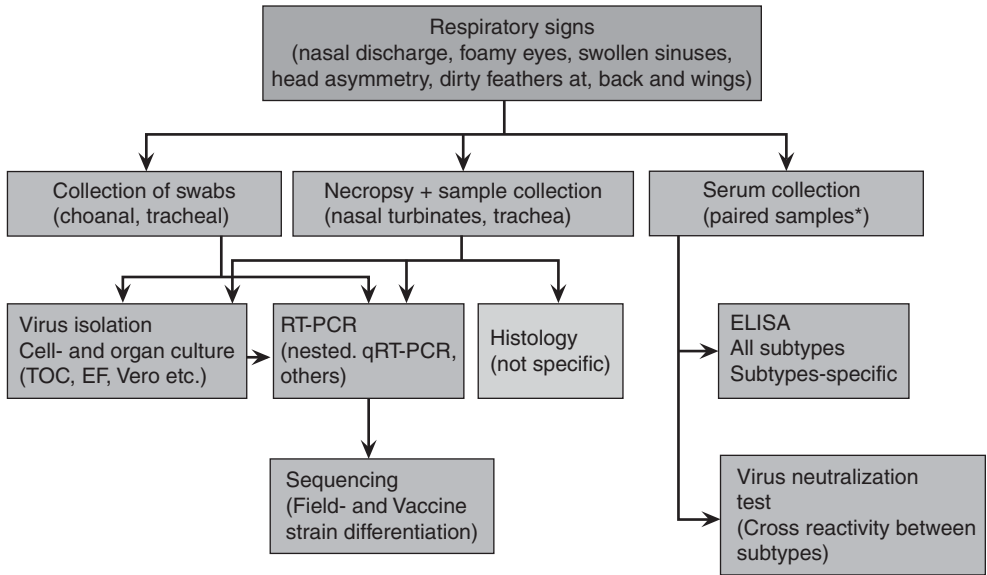 Respiratory signs
(nasal discharge, foamy eyes, swollen sinuses,
head asymmetry, dirty feathers at, back and wings)
Collection of swabs
(choanal, tracheal)
Necropsy + sample collection
(nasal turbinates, trachea)
Serum collection
(paired samples*)
Virus isolation
Cell- and organ culture
(TOC, EF, Vero etc.)
RT-PCR
(nested. qRT-PCR,
others)
Histology
(not specific)
ELISA
All subtypes
Subtypes-specific
Sequencing
(Field- and Vaccine
strain differentiation)
Virus neutralization
test
(Cross reactivity between
subtypes)